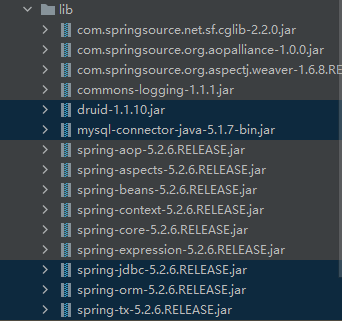 lib
com.springsource.net.sf.cglib-2.2.0.jar
com.springsource.org.aopalliance-1.0.0.jar
com.springsource.org.aspectj.weaver-1.6.8.RE
commons-logging-1.1.1.jar
druid-1.1.10.jar
mysql-connector-java-5.1.7-bin.jar
spring-aop-5.2.6.RELEASE.jar
spring-aspects-5.2.6.RELEASE.jar
spring-beans-5.2.6.RELEASE.jar
spring-context-5.2.6.RELEASE.jar
spring-core-5.2.6.RELEASE.jar
spring-expression-5.2.6.RELEASE.jar
spring-jdbc-5.2.6.RELEASE.jar
spring-orm-5.2.6.RELEASE.jar
spring-tx-5.2.6.RELEASE.jar